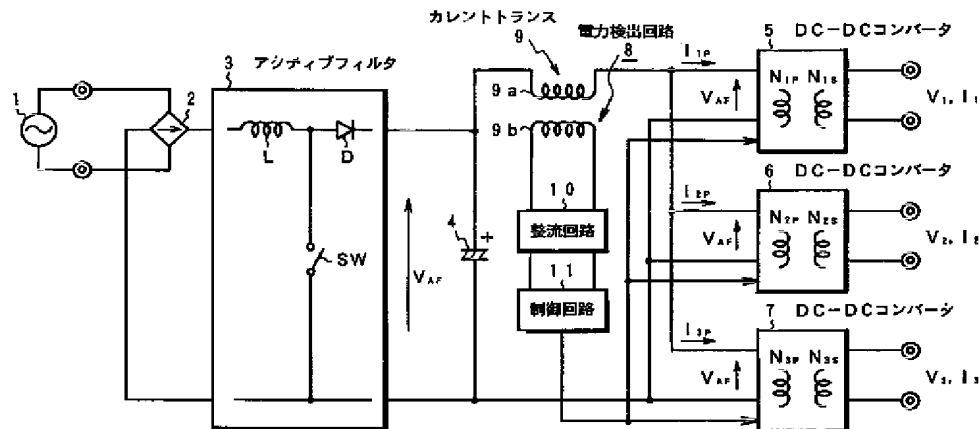 カレントトランス
9
電力検出回路
8
9a
9b
10
整流回路
11
制御回路
1
2
3 アシティブフィルタ
L
D
SW
VAF
4
+
I1P
VAF
5 DC-DCコンバータ
N1P N1S
V1, I1
I2P
VAF
6 DC-DCコンバータ
N2P N2S
V2, I2
I3P
VAF
7 DC-DCコンバータ
N3P N3S
V3, I3